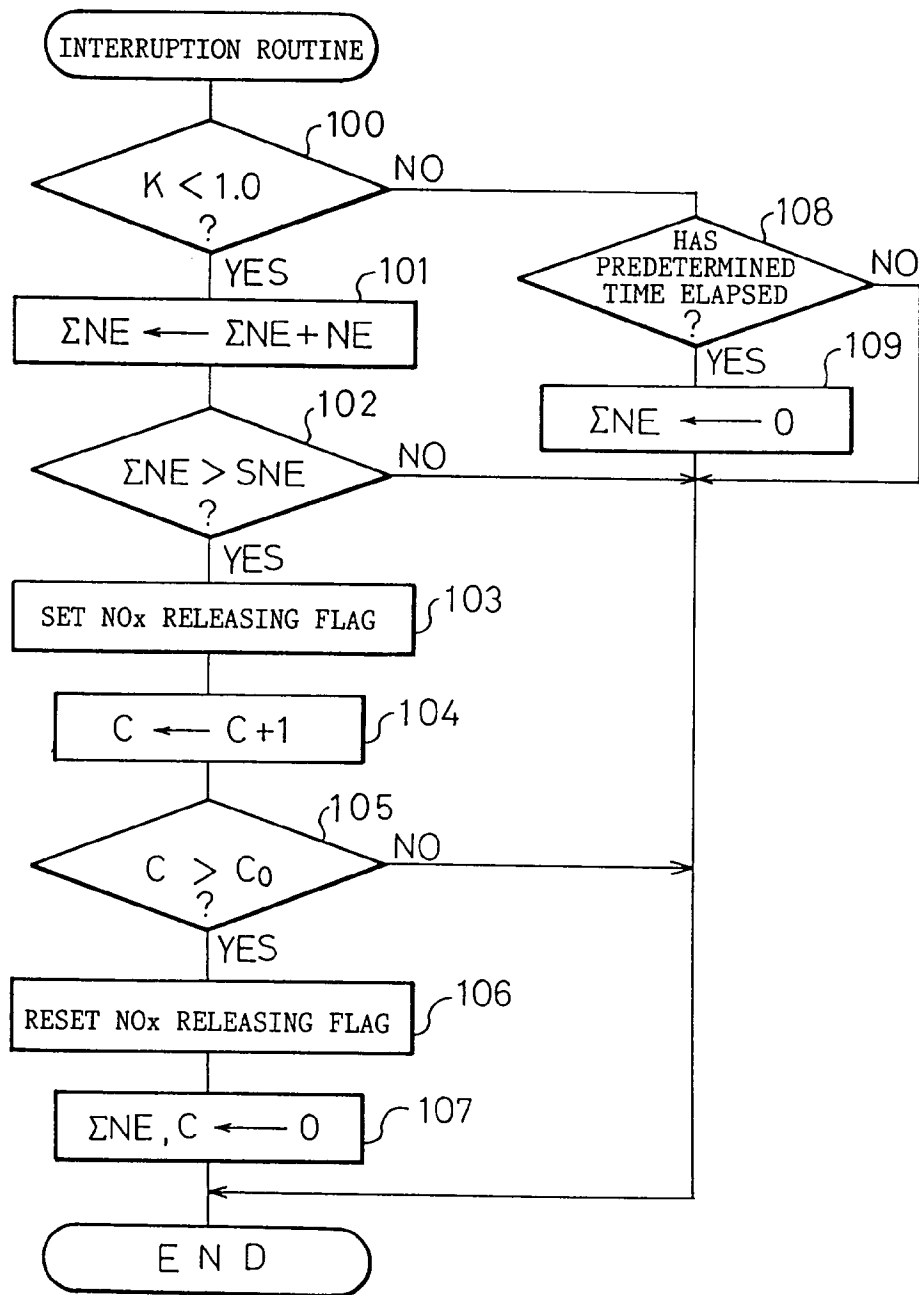 INTERRUPTION ROUTINE
100
K < 1.0
?
NO
YES
101
ΣNE ← ΣNE + NE
102
ΣNE > SNE
?
NO
YES
103
SET NOx RELEASING FLAG
104
C ← C + 1
105
C > C0
?
NO
YES
106
RESET NOx RELEASING FLAG
107
ΣNE, C ← 0
END
108
HAS
PREDETERMINED
TIME ELAPSED
?
NO
YES
109
ΣNE ← 0